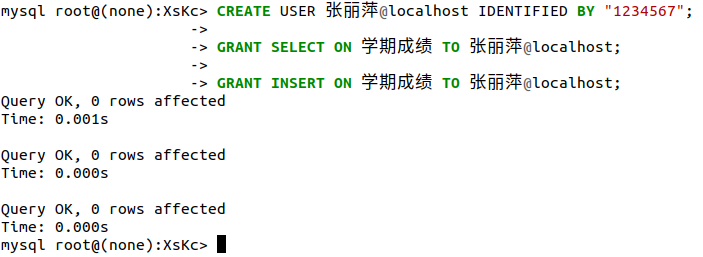 mysql root@(none):XsKc> CREATE USER 张丽萍@localhost IDENTIFIED BY "1234567";
->
-> GRANT SELECT ON 学期成绩 TO 张丽萍@localhost;
->
-> GRANT INSERT ON 学期成绩 TO 张丽萍@localhost;
Query OK, 0 rows affected
Time: 0.001s
Query OK, 0 rows affected
Time: 0.000s
Query OK, 0 rows affected
Time: 0.000s
mysql root@(none):XsKc>